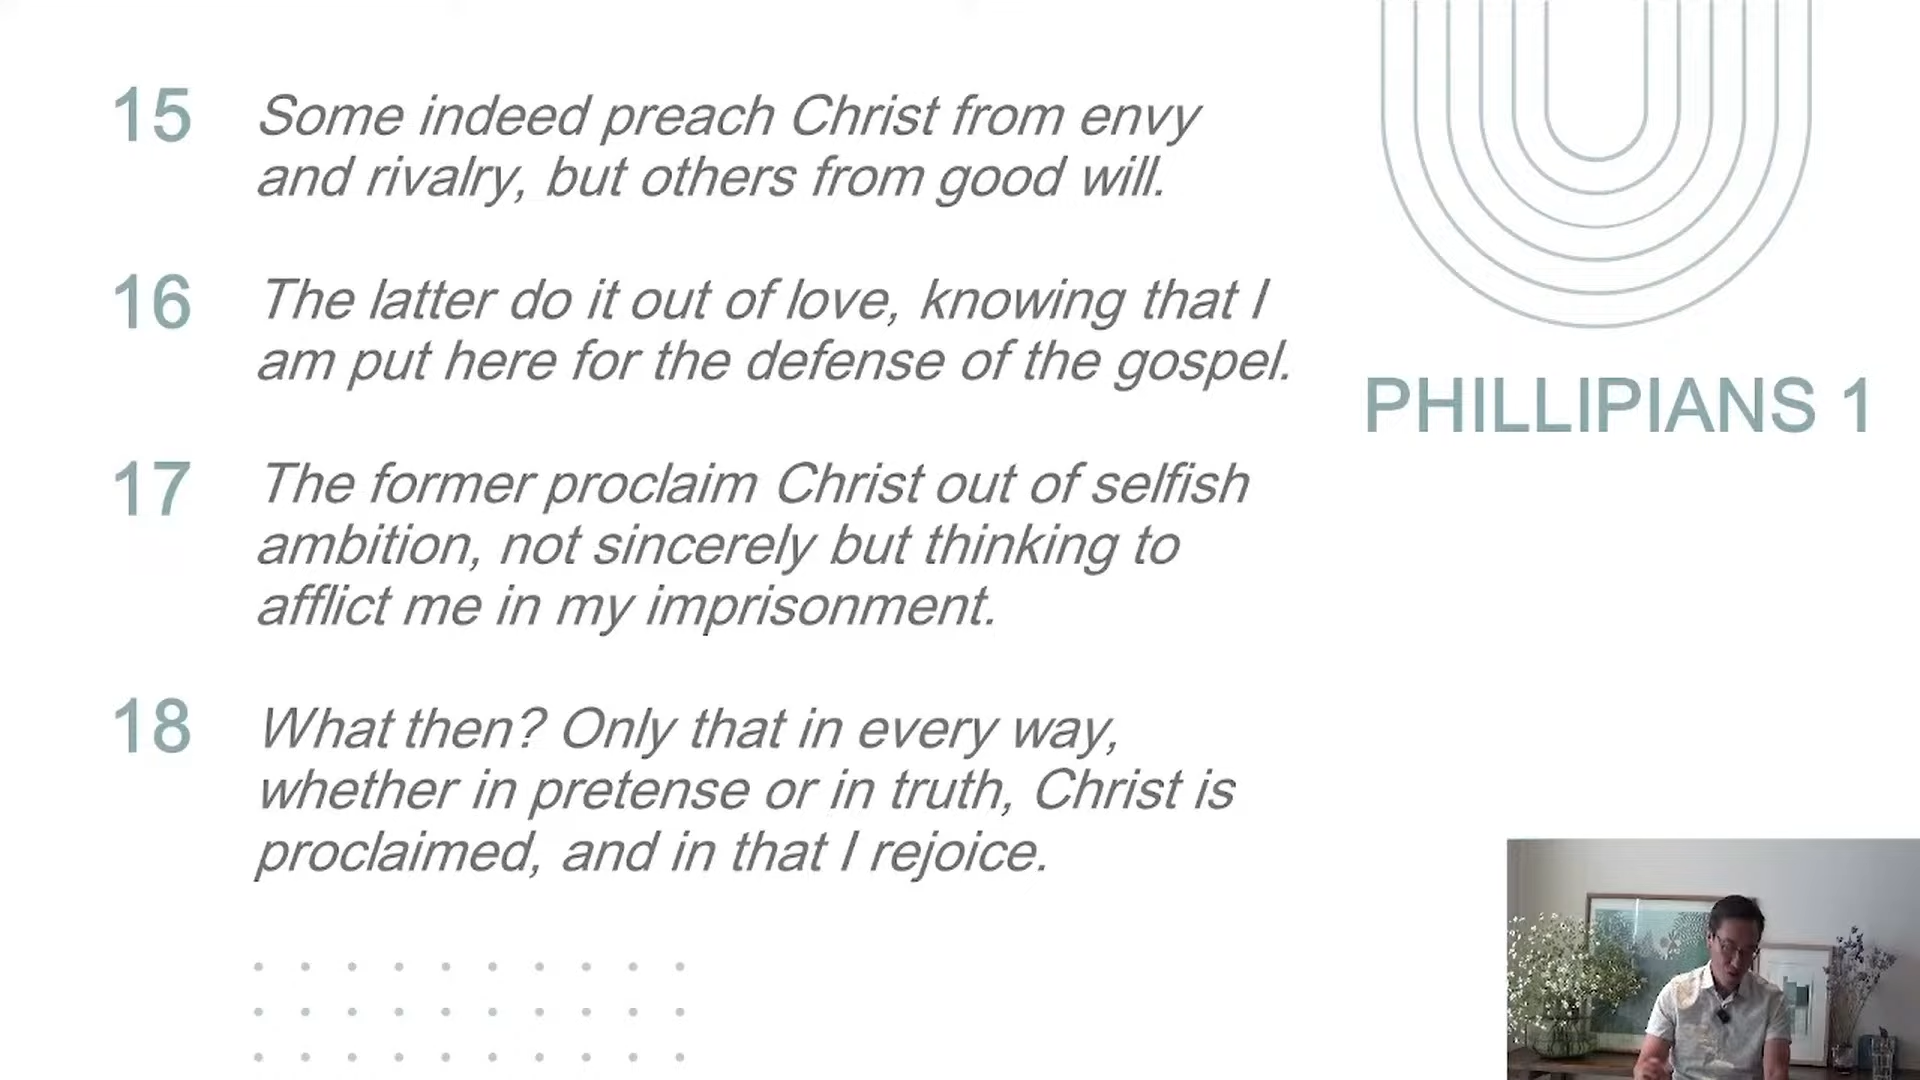 15 Some indeed preach Christ from envy
and rivalry, but others from good will.
16 The latter do it out of love, knowing that I
am put here for the defense of the gospel.
17 The former proclaim Christ out of selfish
ambition, not sincerely but thinking to
afflict me in my imprisonment.
18 What then? Only that in every way,
whether in pretense or in truth, Christ is
proclaimed, and in that I rejoice.
PHILLIPIANS 1